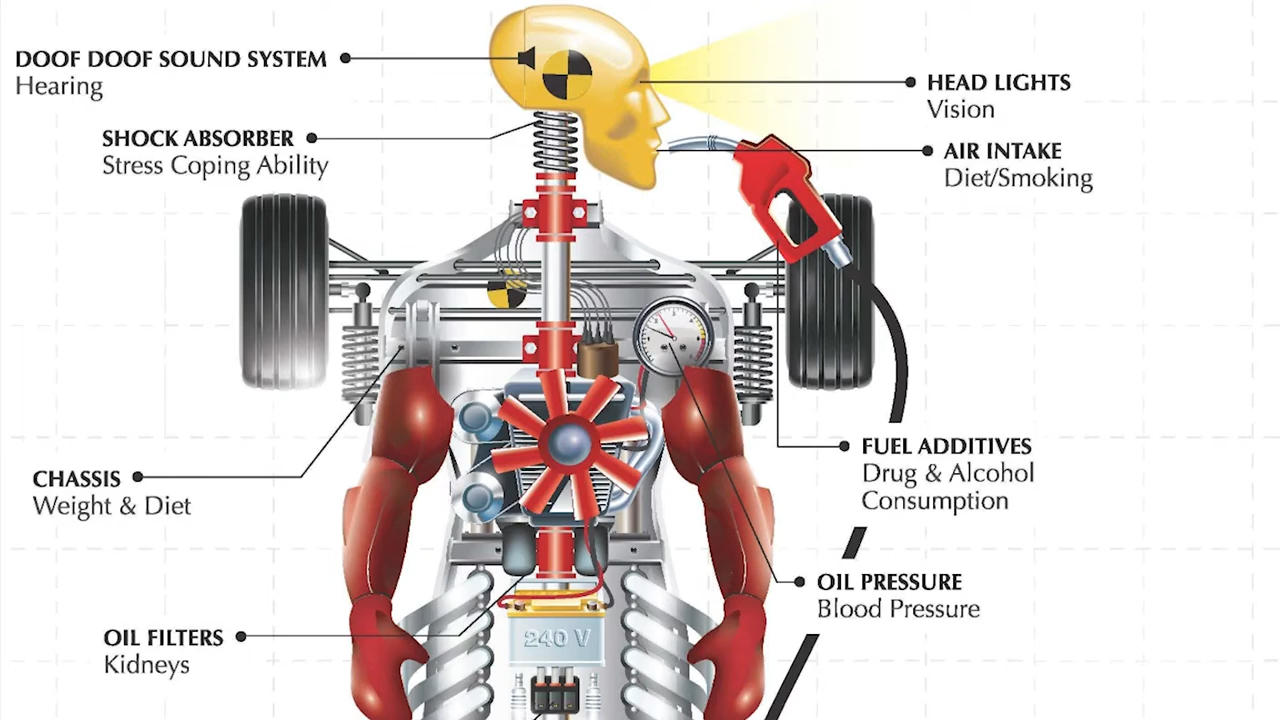 DOOF DOOF SOUND SYSTEM
Hearing
HEAD LIGHTS
Vision
SHOCK ABSORBER
Stress Coping Ability
AIR INTAKE
Diet/Smoking
FUEL ADDITIVES
Drug & Alcohol
Consumption
CHASSIS
Weight & Diet
OIL PRESSURE
Blood Pressure
OIL FILTERS
Kidneys
240 V